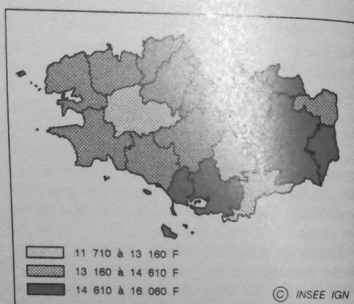 11 710 à 13 160 F
13 160 à 14 610 F
14 610 à 16 060 F
© INSEE IGN